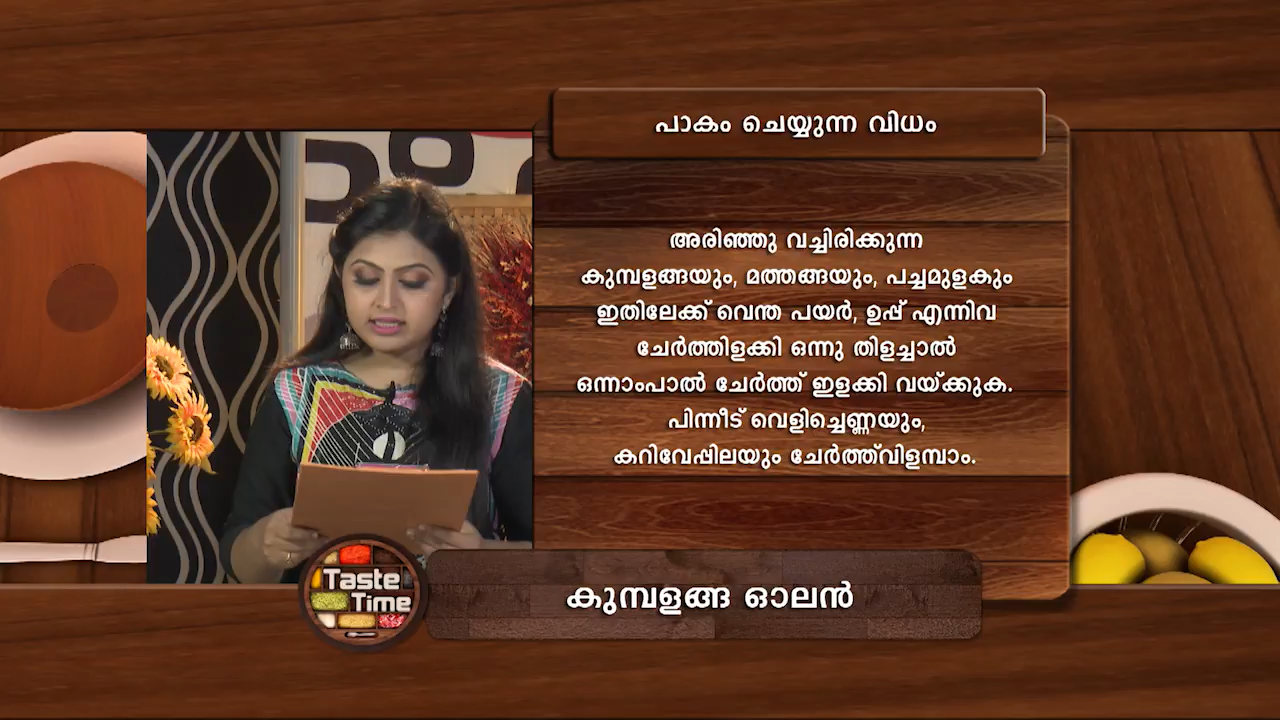 പാകം ചെയ്യുന്ന വിധം
അരിഞ്ഞു വച്ചിരിക്കുന്ന
കുമ്പളങ്ങയും, മത്തങ്ങയും, പച്ചമുളകും
ഇതിലേക്ക് വെന്ത പയർ, ഉപ്പ് എന്നിവ
ചേർത്തിളക്കി ഒന്നു തിളച്ചാൽ
ഒന്നാംപാൽ ചേർത്ത് ഇളക്കി വയ്ക്കുക.
പിന്നീട് വെളിച്ചെണ്ണയും,
കറിവേപ്പിലയും ചേർത്ത്‌വിളമ്പാം.
Taste
Time
കുമ്പളങ്ങ ഓലൻ